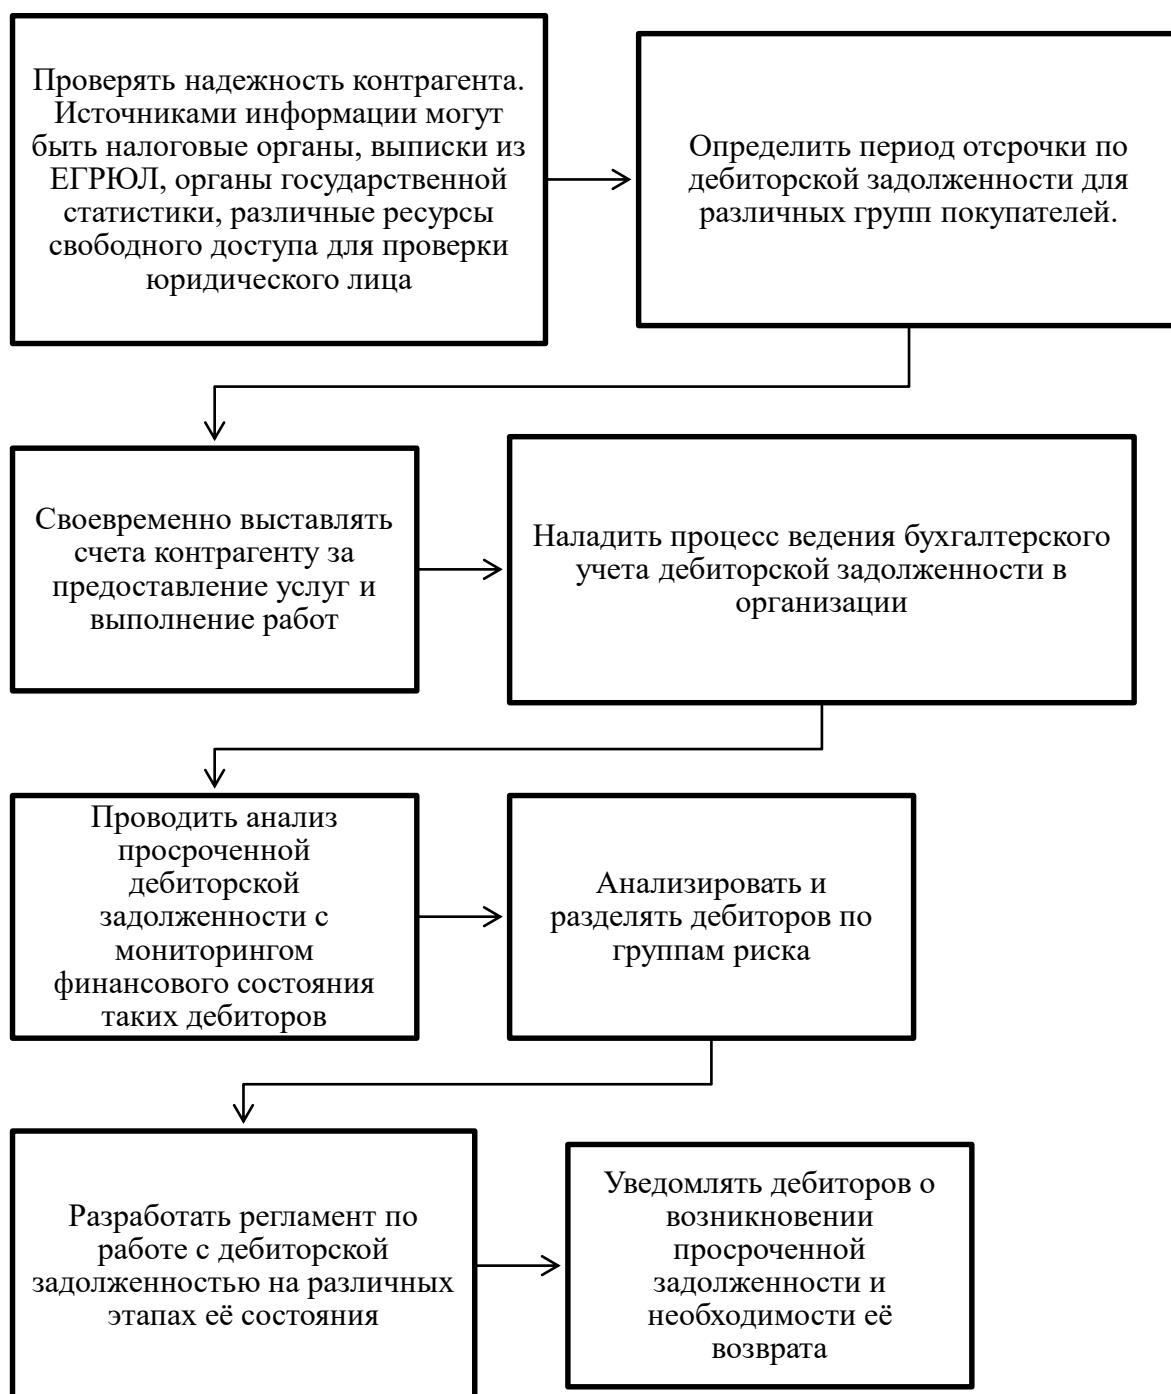 Проверять надежность контрагента.
Источниками информации могут
быть налоговые органы, выписки из
ЕГРЮЛ, органы государственной
статистики, различные ресурсы
свободного доступа для проверки
юридического лица
Определить период отсрочки по
дебиторской задолженности для
различных групп покупателей.
Своевременно выставлять
счета контрагенту за
предоставление услуг и
выполнение работ
Наладить процесс ведения бухгалтерского
учета дебиторской задолженности в
организации
Проводить анализ
просроченной
дебиторской
задолженности с
мониторингом
финансового состояния
таких дебиторов
Анализировать и
разделять дебиторов по
группам риска
Разработать регламент по
работе с дебиторской
задолженностью на различных
этапах её состояния
Уведомлять дебиторов о
возникновении
просроченной
задолженности и
необходимости её
возврата